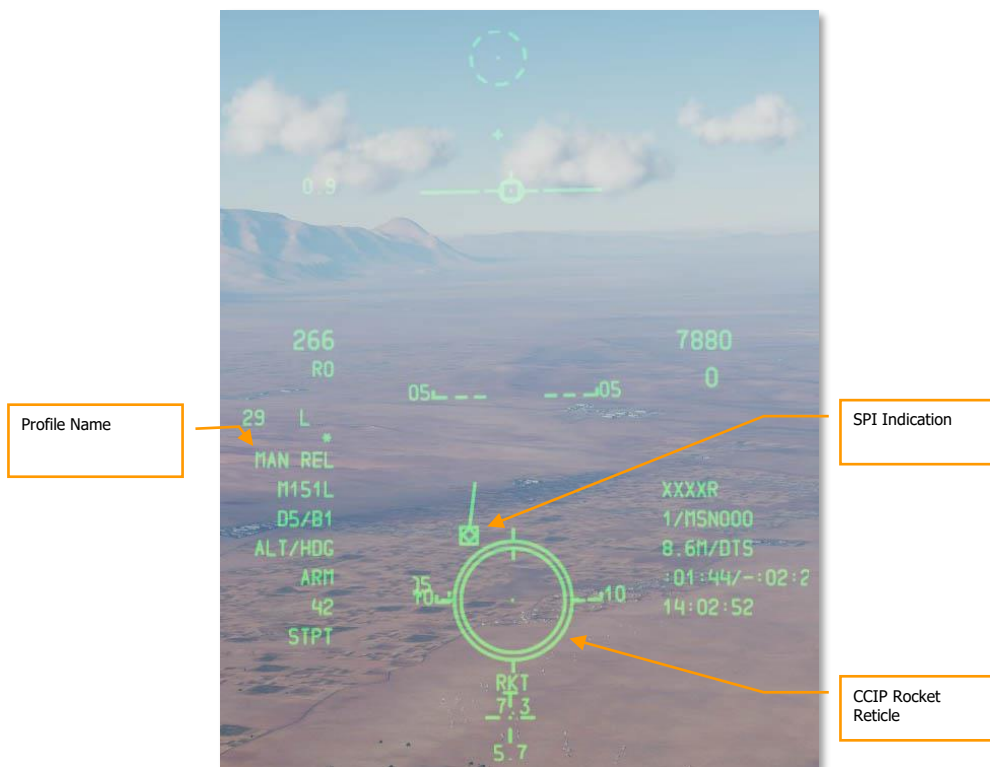 0.9
266
RO
7880
0
05
05
Profile Name
29 L
*
SPI Indication
MAN REL
M151L
D5/B1
ALT/HDG
ARM
42
STPT
XXXXR
1/MSN000
8.6M/DTS
:01:44/-:02:2
14:02:52
10
10
RKT
7.3
5.7
CCIP Rocket
Reticle